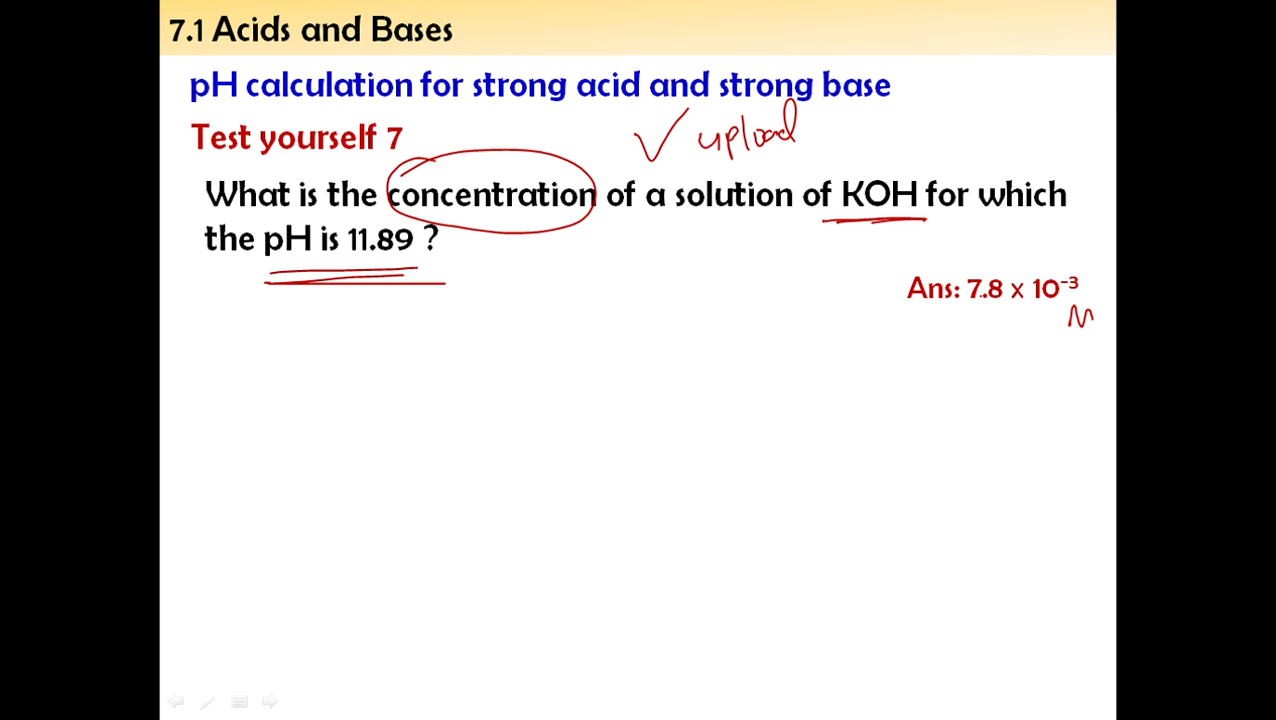 7.1 Acids and Bases
pH calculation for strong acid and strong base
Test yourself 7
✓ upload
What is the concentration of a solution of KOH for which
the pH is 11.89 ?
Ans: 7.8 x 10⁻³
M